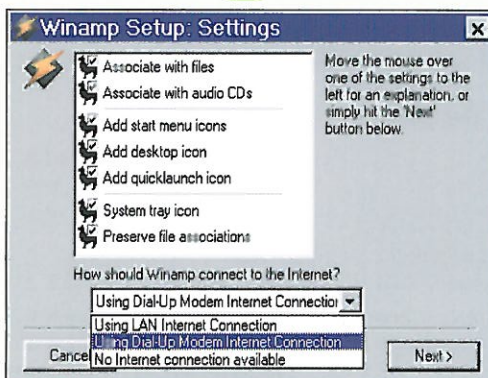 Winamp Setup: Settings
Associate with files
Associate with audio CDs
Add start menu icons
Add desktop icon
Add quicklaunch icon
System tray icon
Preserve file associations
Move the mouse over
one of the settings to the
left for an explanation, or
simply hit the 'Next'
button below.
How should Winamp connect to the Internet?
Using Dial-Up Modem Internet Connection
Using LAN Internet Connection
Using Dial-Up Modem Internet Connection
No Internet connection available
Cancel
Next >